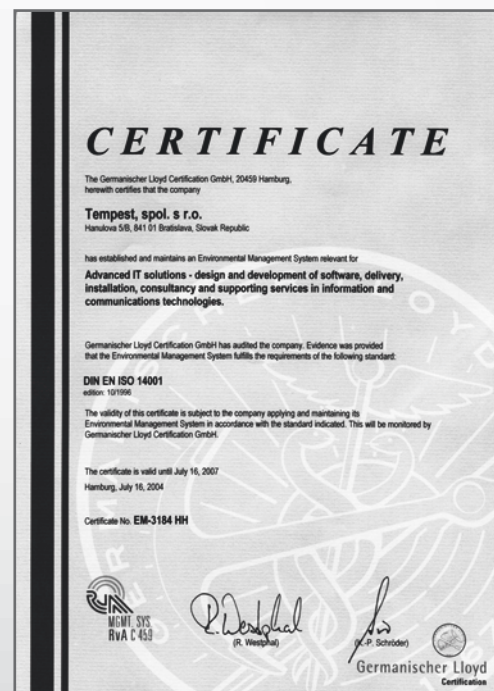 CERTIFICATE
The Germanischer Lloyd Certification GmbH, 20459 Hamburg,
herewith certifies that the company
Tempest, spol. s r.o.
Hanulova 5/B, 841 01 Bratislava, Slovak Republic
has established and maintains an Environmental Management System relevant for
Advanced IT solutions - design and development of software, delivery,
installation, consultancy and supporting services in information and
communications technologies.
Germanischer Lloyd Certification GmbH has audited the company. Evidence was provided
that the Environmental Management System fulfills the requirements of the following standard:
DIN EN ISO 14001
edition: 10/1996
The validity of this certificate is subject to the company applying and maintaining its
Environmental Management System in accordance with the standard indicated. This will be monitored by
Germanischer Lloyd Certification GmbH.
The certificate is valid until July 16, 2007
Hamburg, July 16, 2004
Certificate No. EM-3184 HH
MGMT. SYS.
RvA C 459
R. Westphal
(R. Westphal)
(K.-P. Schröder)
Germanischer Lloyd
Certification